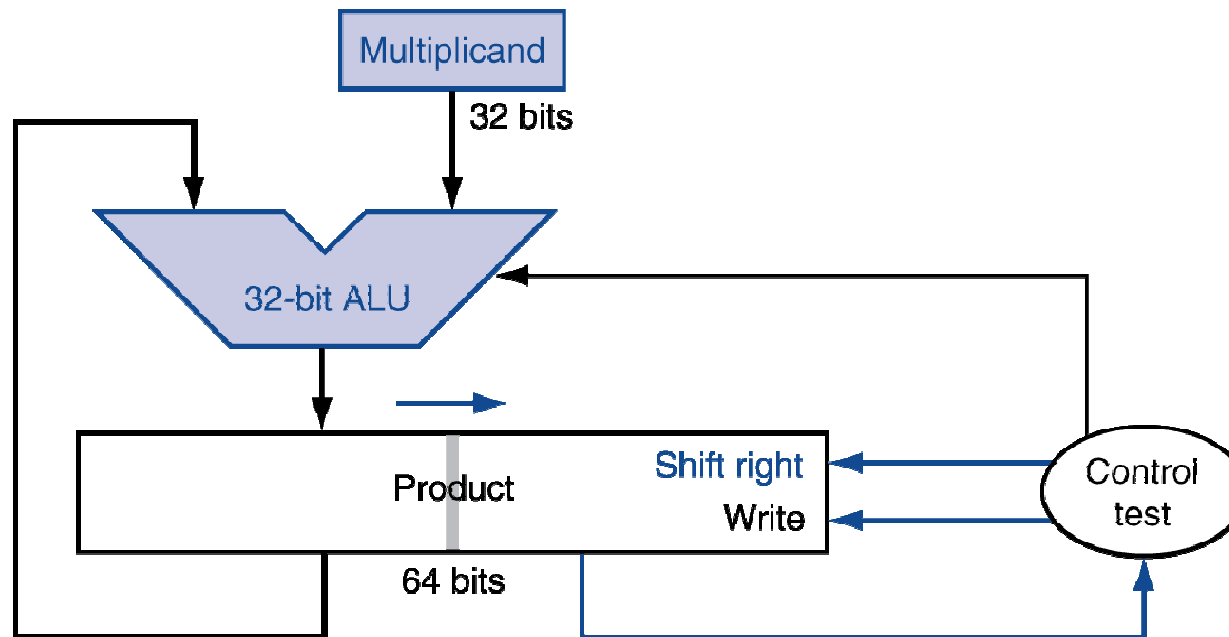 Multiplicand
32 bits
32-bit ALU
Shift right
Product
Write
64 bits
Control
test